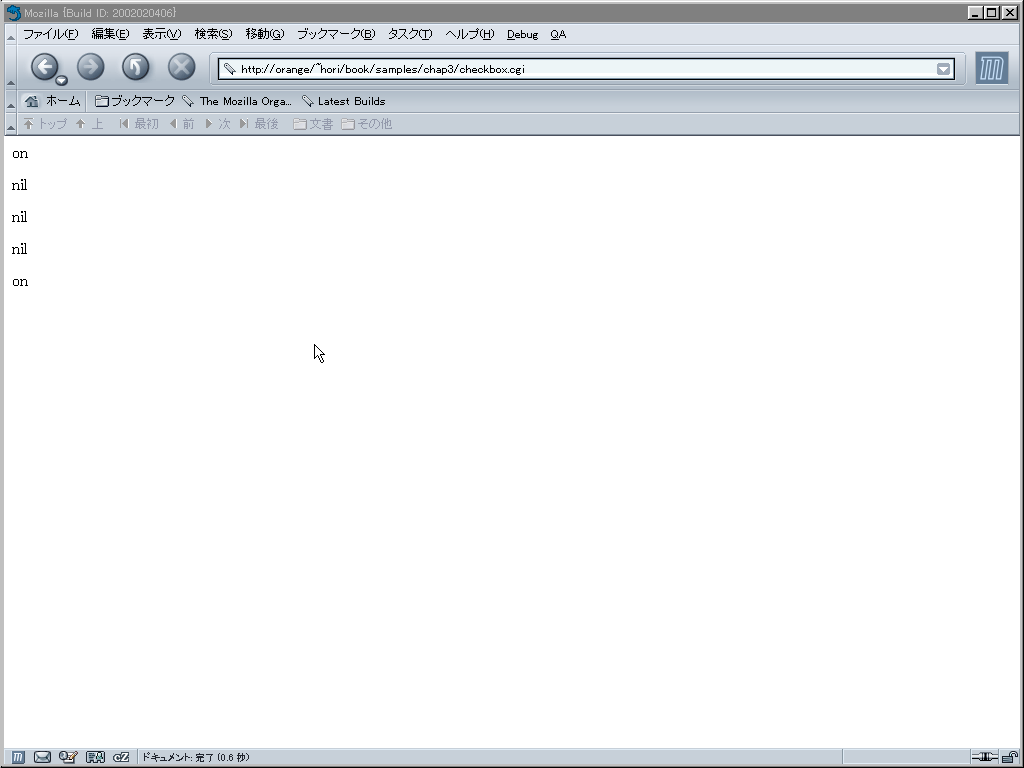 Mozilla {Build ID: 2002020406}
ファイル(F) 編集(E) 表示(V) 検索(S) 移動(G) ブックマーク(B) タスク(T) ヘルプ(H) Debug QA
http://orange/~hori/book/samples/chap3/checkbox.cgi
ホーム ブックマーク The Mozilla Orga... Latest Builds
トップ 上 最初 前 次 最後 文書 その他
on
nil
nil
nil
on
ドキュメント: 完了 (0.6 秒)